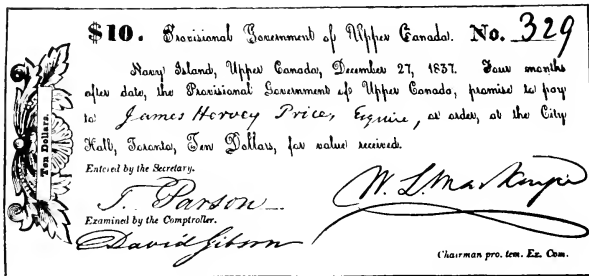 $10. Provisional Government of Upper Canada. No. 329
Navy Island, Upper Canada, December 27, 1837. Four months
after date, the Provisional Government of Upper Canada, promise to pay
to James Hervey Price, Esquire, or order, at the City
Hall, Toronto, Ten Dollars, for value received.
Ten Dollars.
Entered by the Secretary.
T. Parson
W. L. Mackenzie
Examined by the Comptroller.
David Gibson
Chairman pro. tem. Ex. Com.